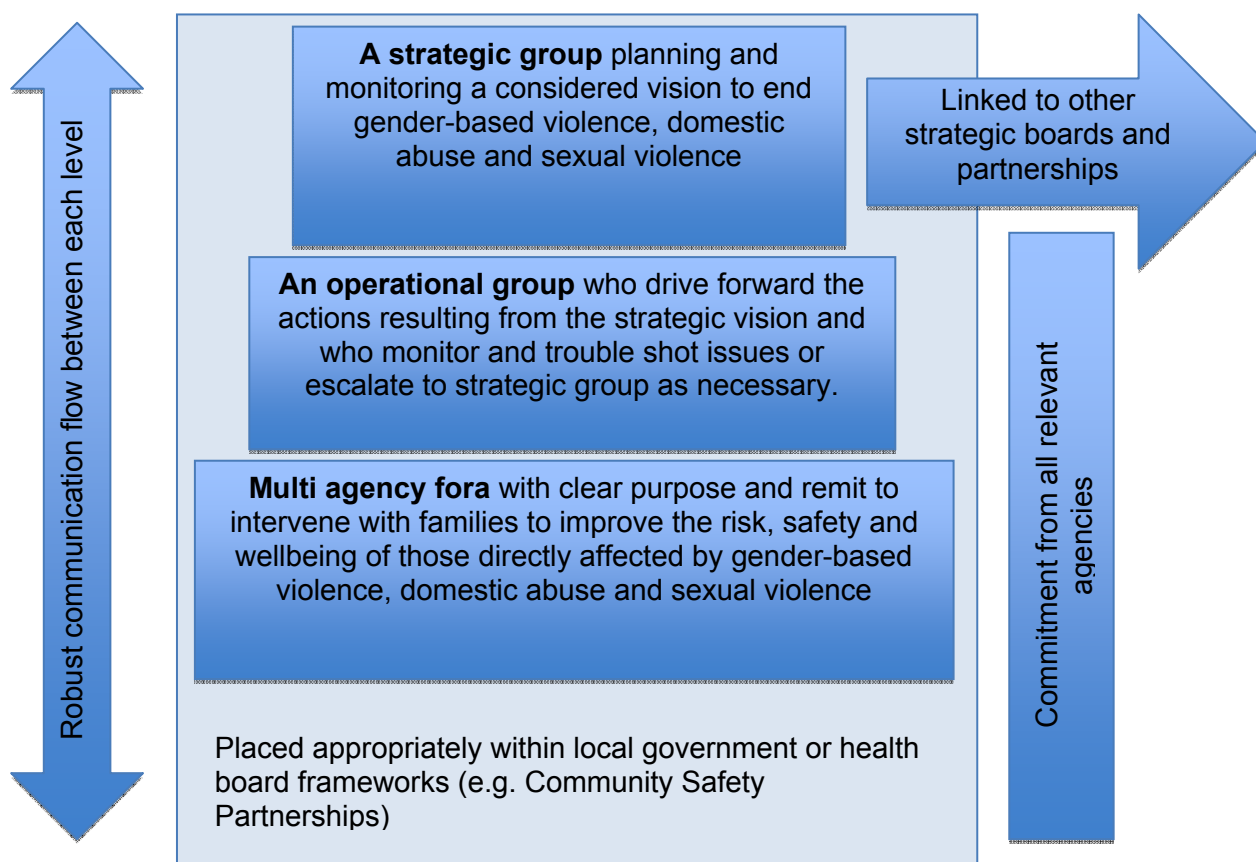 Robust communication flow between each level
A strategic group planning and
monitoring a considered vision to end
gender-based violence, domestic
abuse and sexual violence
Linked to other
strategic boards and
partnerships
An operational group who drive forward the
actions resulting from the strategic vision and
who monitor and trouble shot issues or
escalate to strategic group as necessary.
Multi agency fora with clear purpose and remit to
intervene with families to improve the risk, safety and
wellbeing of those directly affected by gender-based
violence, domestic abuse and sexual violence
Commitment from all relevant
agencies
Placed appropriately within local government or health
board frameworks (e.g. Community Safety
Partnerships)